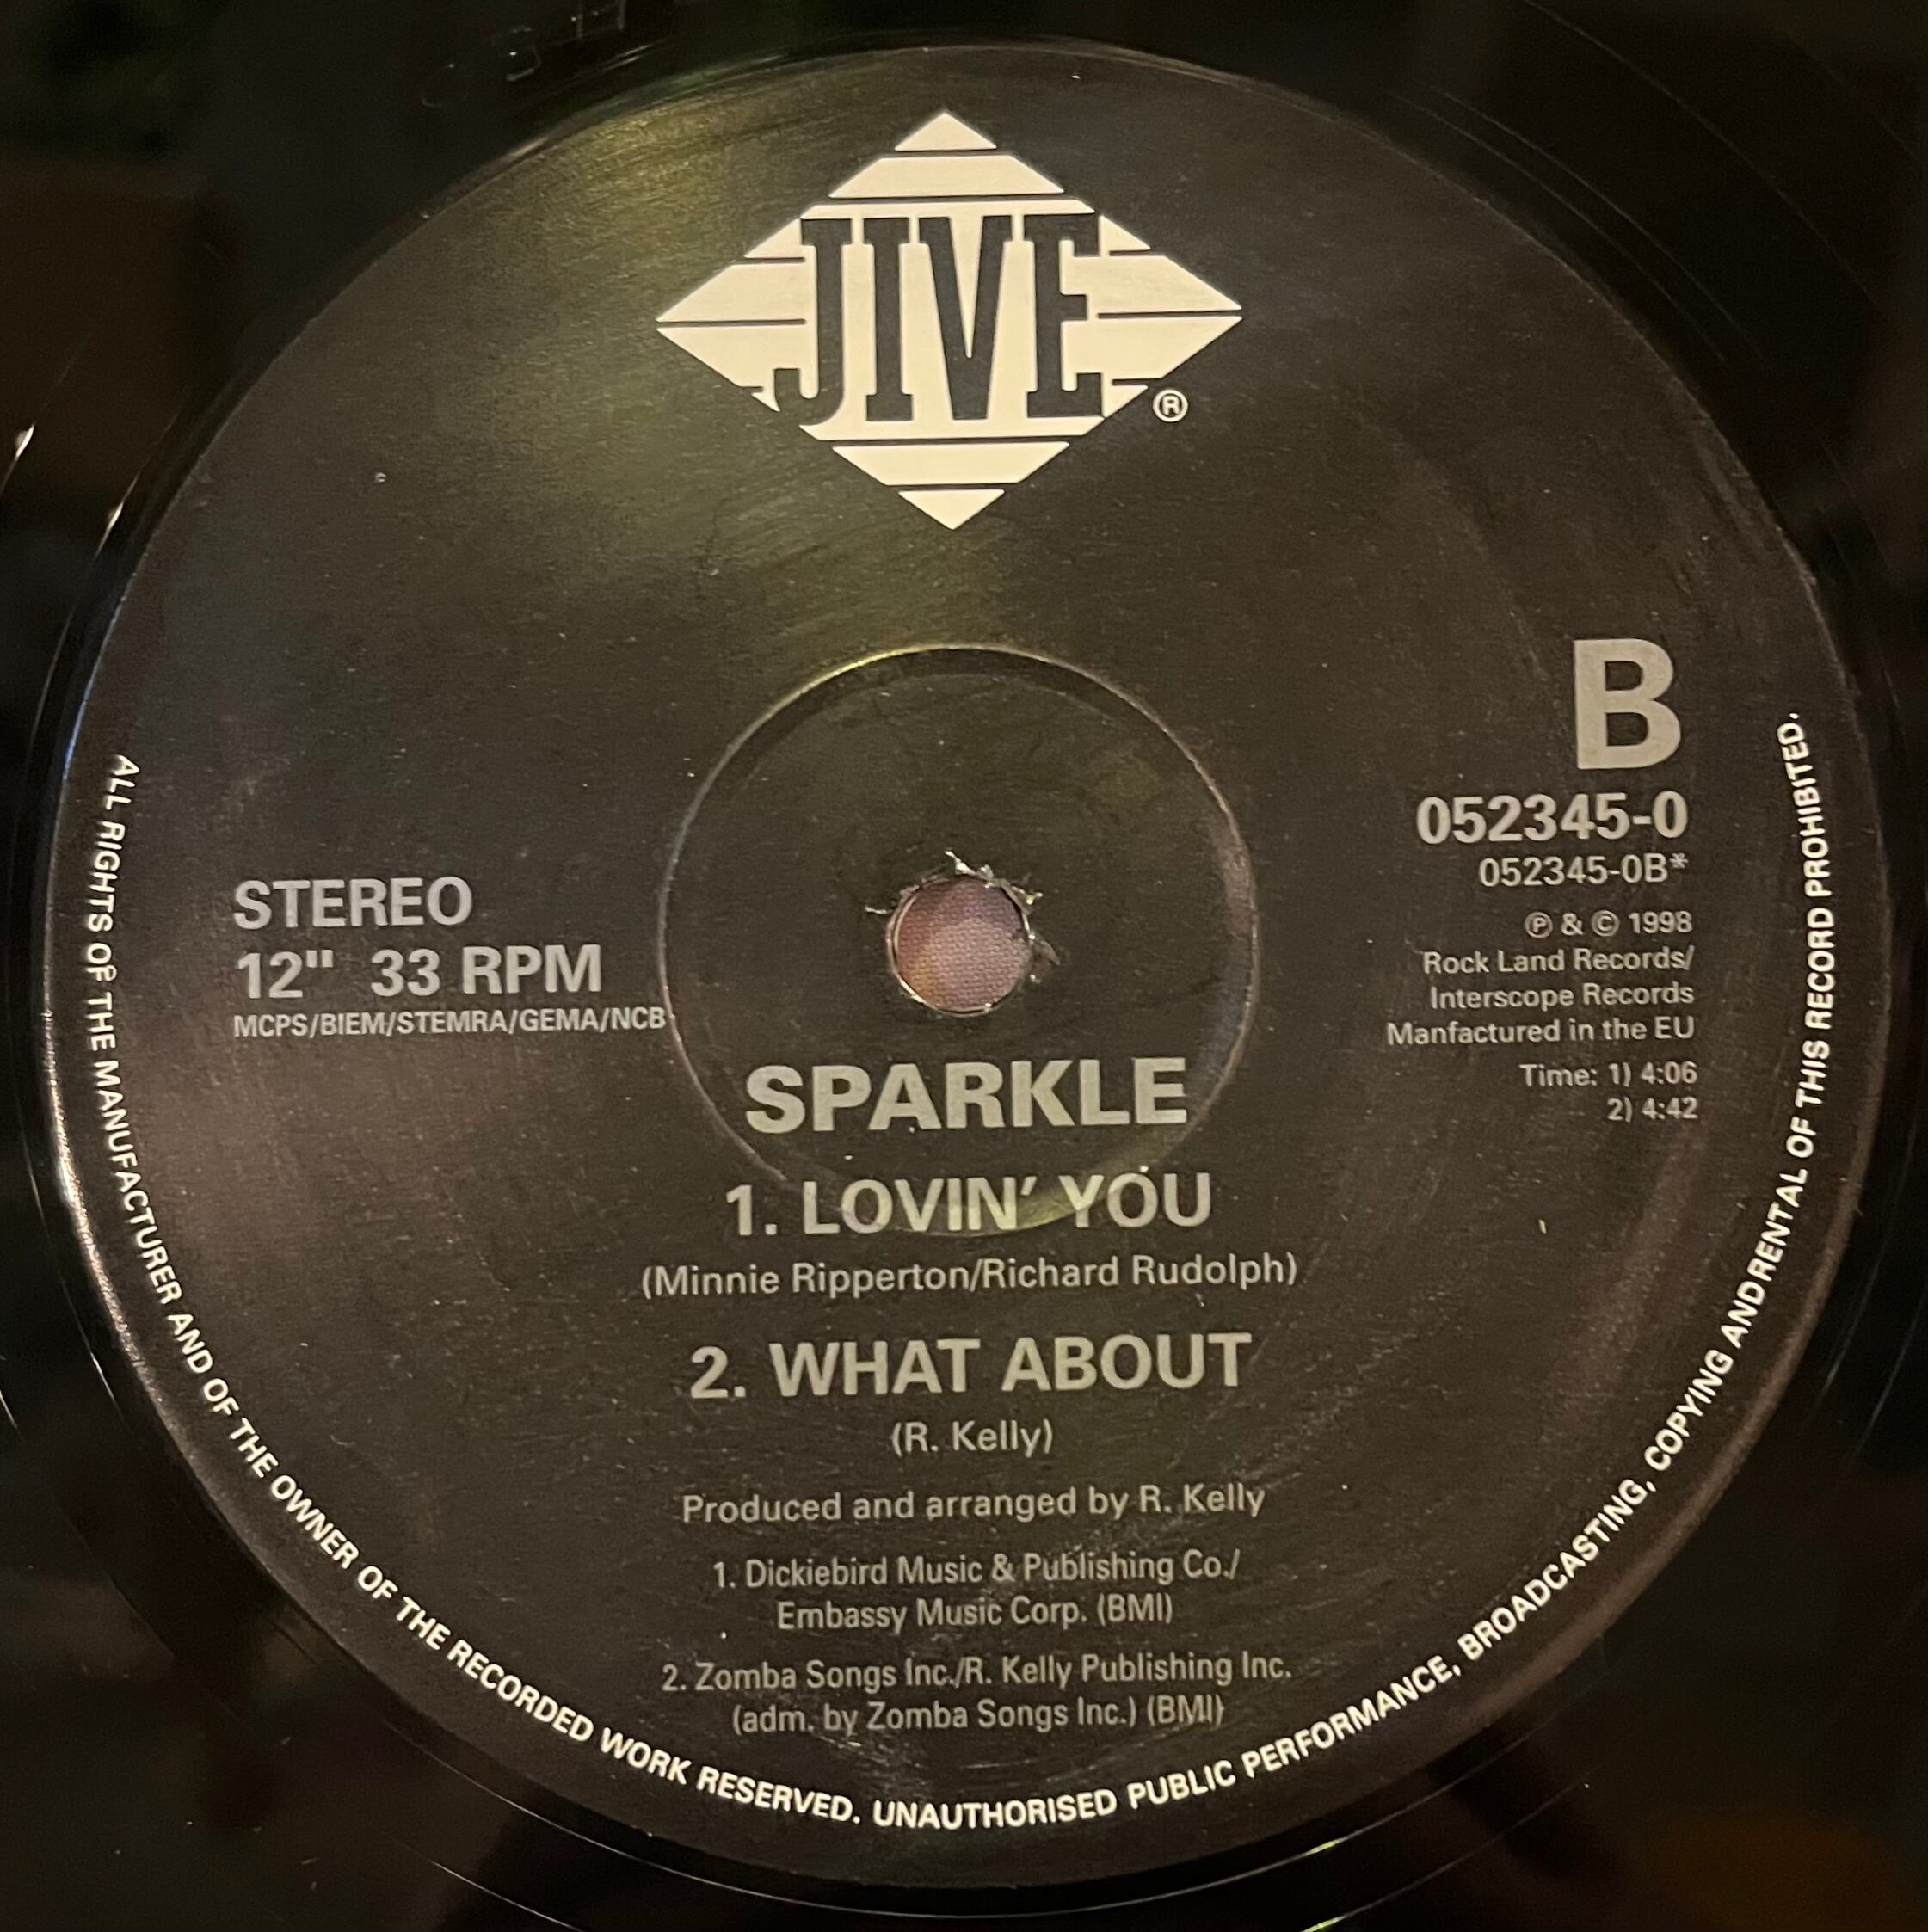 JIVE®
B
052345-0
052345-0B*
℗ & © 1998
Rock Land Records/
Interscope Records
Manfactured in the EU
Time: 1) 4:06
2) 4:42
STEREO
12" 33 RPM
MCPS/BIEM/STEMRA/GEMA/NCB
SPARKLE
1. LOVIN' YOU
(Minnie Ripperton/Richard Rudolph)
2. WHAT ABOUT
(R. Kelly)
Produced and arranged by R. Kelly
1. Dickiebird Music & Publishing Co./
Embassy Music Corp. (BMI)
2. Zomba Songs Inc./R. Kelly Publishing Inc.
(adm. by Zomba Songs Inc.) (BMI)
ALL RIGHTS OF THE MANUFACTURER AND OF THE OWNER OF THE RECORDED WORK RESERVED. UNAUTHORISED PUBLIC PERFORMANCE, BROADCASTING, COPYING AND RENTAL OF THIS RECORD PROHIBITED.